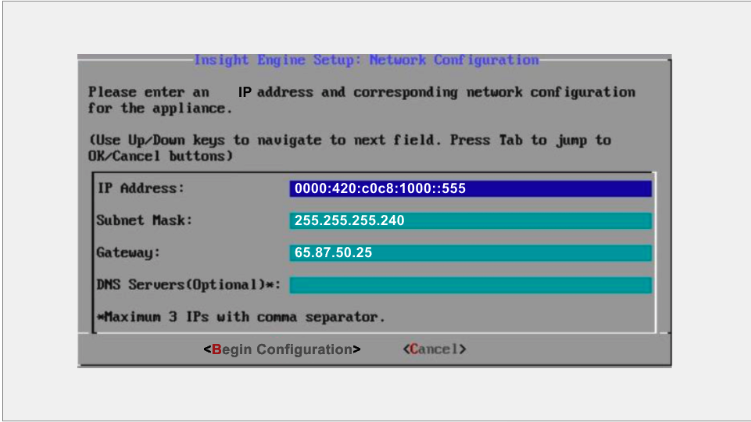 Insight Engine Setup: Network Configuration
Please enter an IP address and corresponding network configuration
for the appliance.
(Use Up/Down keys to navigate to next field. Press Tab to jump to
OK/Cancel buttons)
IP Address: 0000:420:c0c8:1000::555
Subnet Mask: 255.255.255.240
Gateway: 65.87.50.25
DNS Servers(Optional)*:
*Maximum 3 IPs with comma separator.
<Begin Configuration> <Cancel>